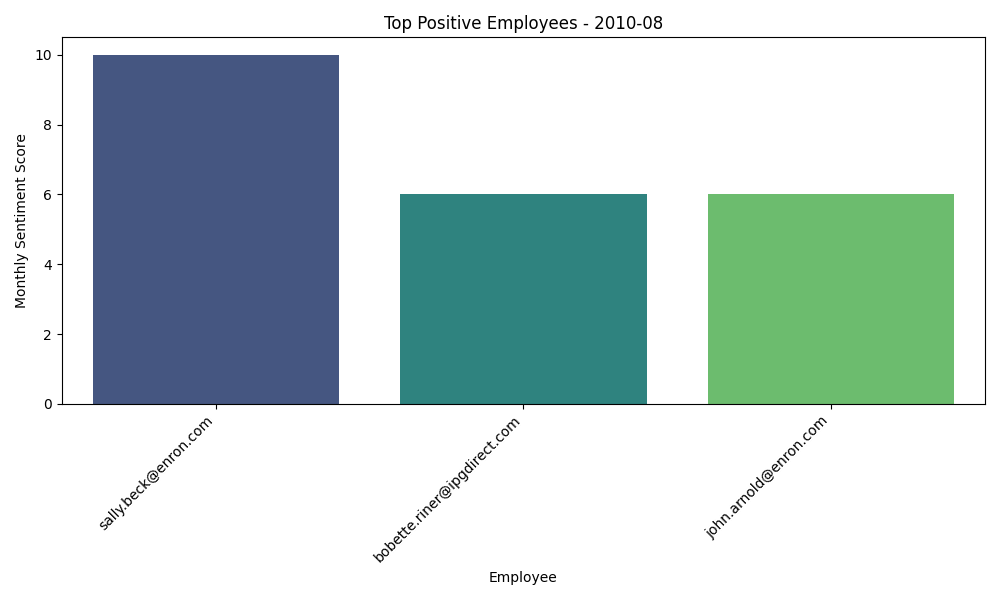 Top Positive Employees - 2010-08
Monthly Sentiment Score
10
8
6
4
2
0
sally.beck@enron.com
bobette.riner@ipgdirect.com
john.arnold@enron.com
Employee